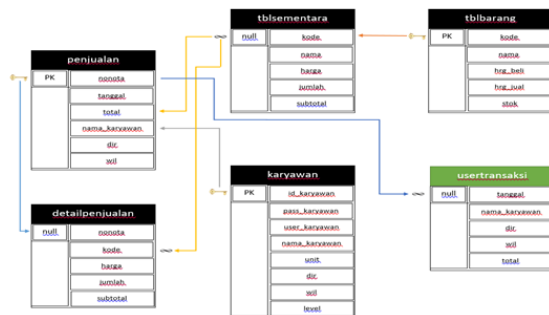 tblsementara
null
kode
nama
harga
jumlah
subtotal
tblbarang
PK
kode
nama
hrg_beli
hrg_jual
stok
penjualan
PK
nonota
tanggal
total
nama_karyawan
dir
wil
karyawan
PK
id_karyawan
pass_karyawan
user_karyawan
nama_karyawan
unit
dir
wil
level
usertransaksi
null
tanggal
nama_karyawan
dir
wil
total
detailpenjualan
null
nonota
kode
harga
jumlah
subtotal